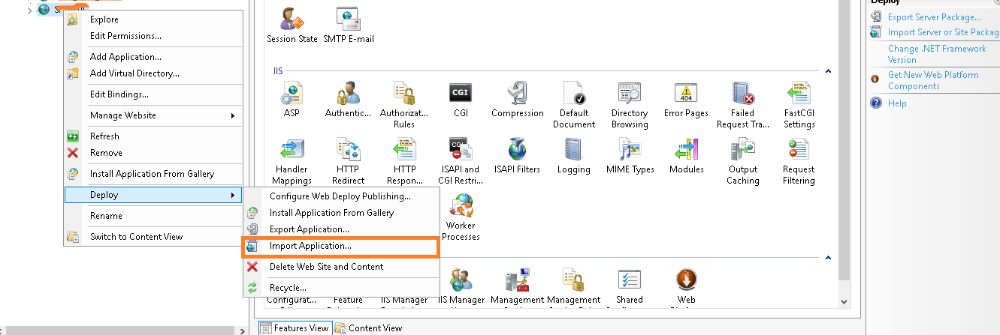 Explore
Edit Permissions...
Add Application...
Add Virtual Directory...
Edit Bindings...
Manage Website
Refresh
Remove
Install Application From Gallery
Deploy
Rename
Switch to Content View
Configure Web Deploy Publishing...
Install Application From Gallery
Export Application...
Import Application...
Delete Web Site and Content
Recycle...
Session State
SMTP E-mail
IIS
ASP
Authentic...
Authorizat...
Rules
CGI
Compression
Default
Document
Directory
Browsing
Error Pages
Failed
Request Tra...
FastCGI
Settings
Handler
Mappings
HTTP
Redirect
HTTP
Respon...
ISAPI and
CGI Restri...
ISAPI Filters
Logging
MIME Types
Modules
Output
Caching
Request
Filtering
Worker
Processes
Configurat...
Feature
IIS Manager
IIS Manager
Management
Management
Shared
Web
Features View
Content View
Deploy
Export Server Package...
Import Server or Site Packag
Change .NET Framework
Version
Get New Web Platform
Components
Help